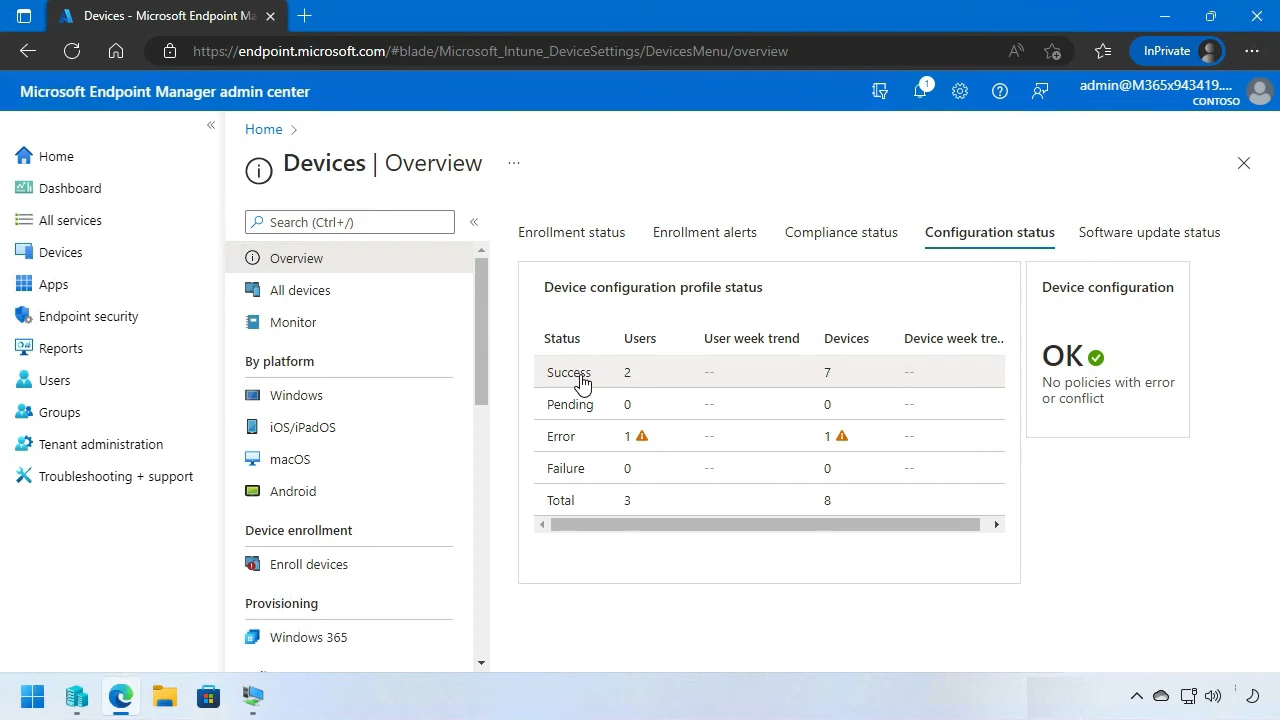 Devices - Microsoft Endpoint Ma
https://endpoint.microsoft.com/#blade/Microsoft_Intune_DeviceSettings/DevicesMenu/overview
InPrivate
Microsoft Endpoint Manager admin center
1
admin@M365x943419....
CONTOSO
Home
Dashboard
All services
Devices
Apps
Endpoint security
Reports
Users
Groups
Tenant administration
Troubleshooting + support
Home
Devices | Overview
Search (Ctrl+/)
Overview
All devices
Monitor
By platform
Windows
iOS/iPadOS
macOS
Android
Device enrollment
Enroll devices
Provisioning
Windows 365
Enrollment status Enrollment alerts Compliance status Configuration status Software update status
Device configuration profile status
Status Users User week trend Devices Device week tre..
Success 2 -- 7 --
Pending 0 -- 0 --
Error 1 -- 1 --
Failure 0 -- 0 --
Total 3 8
Device configuration
OK
No policies with error
or conflict